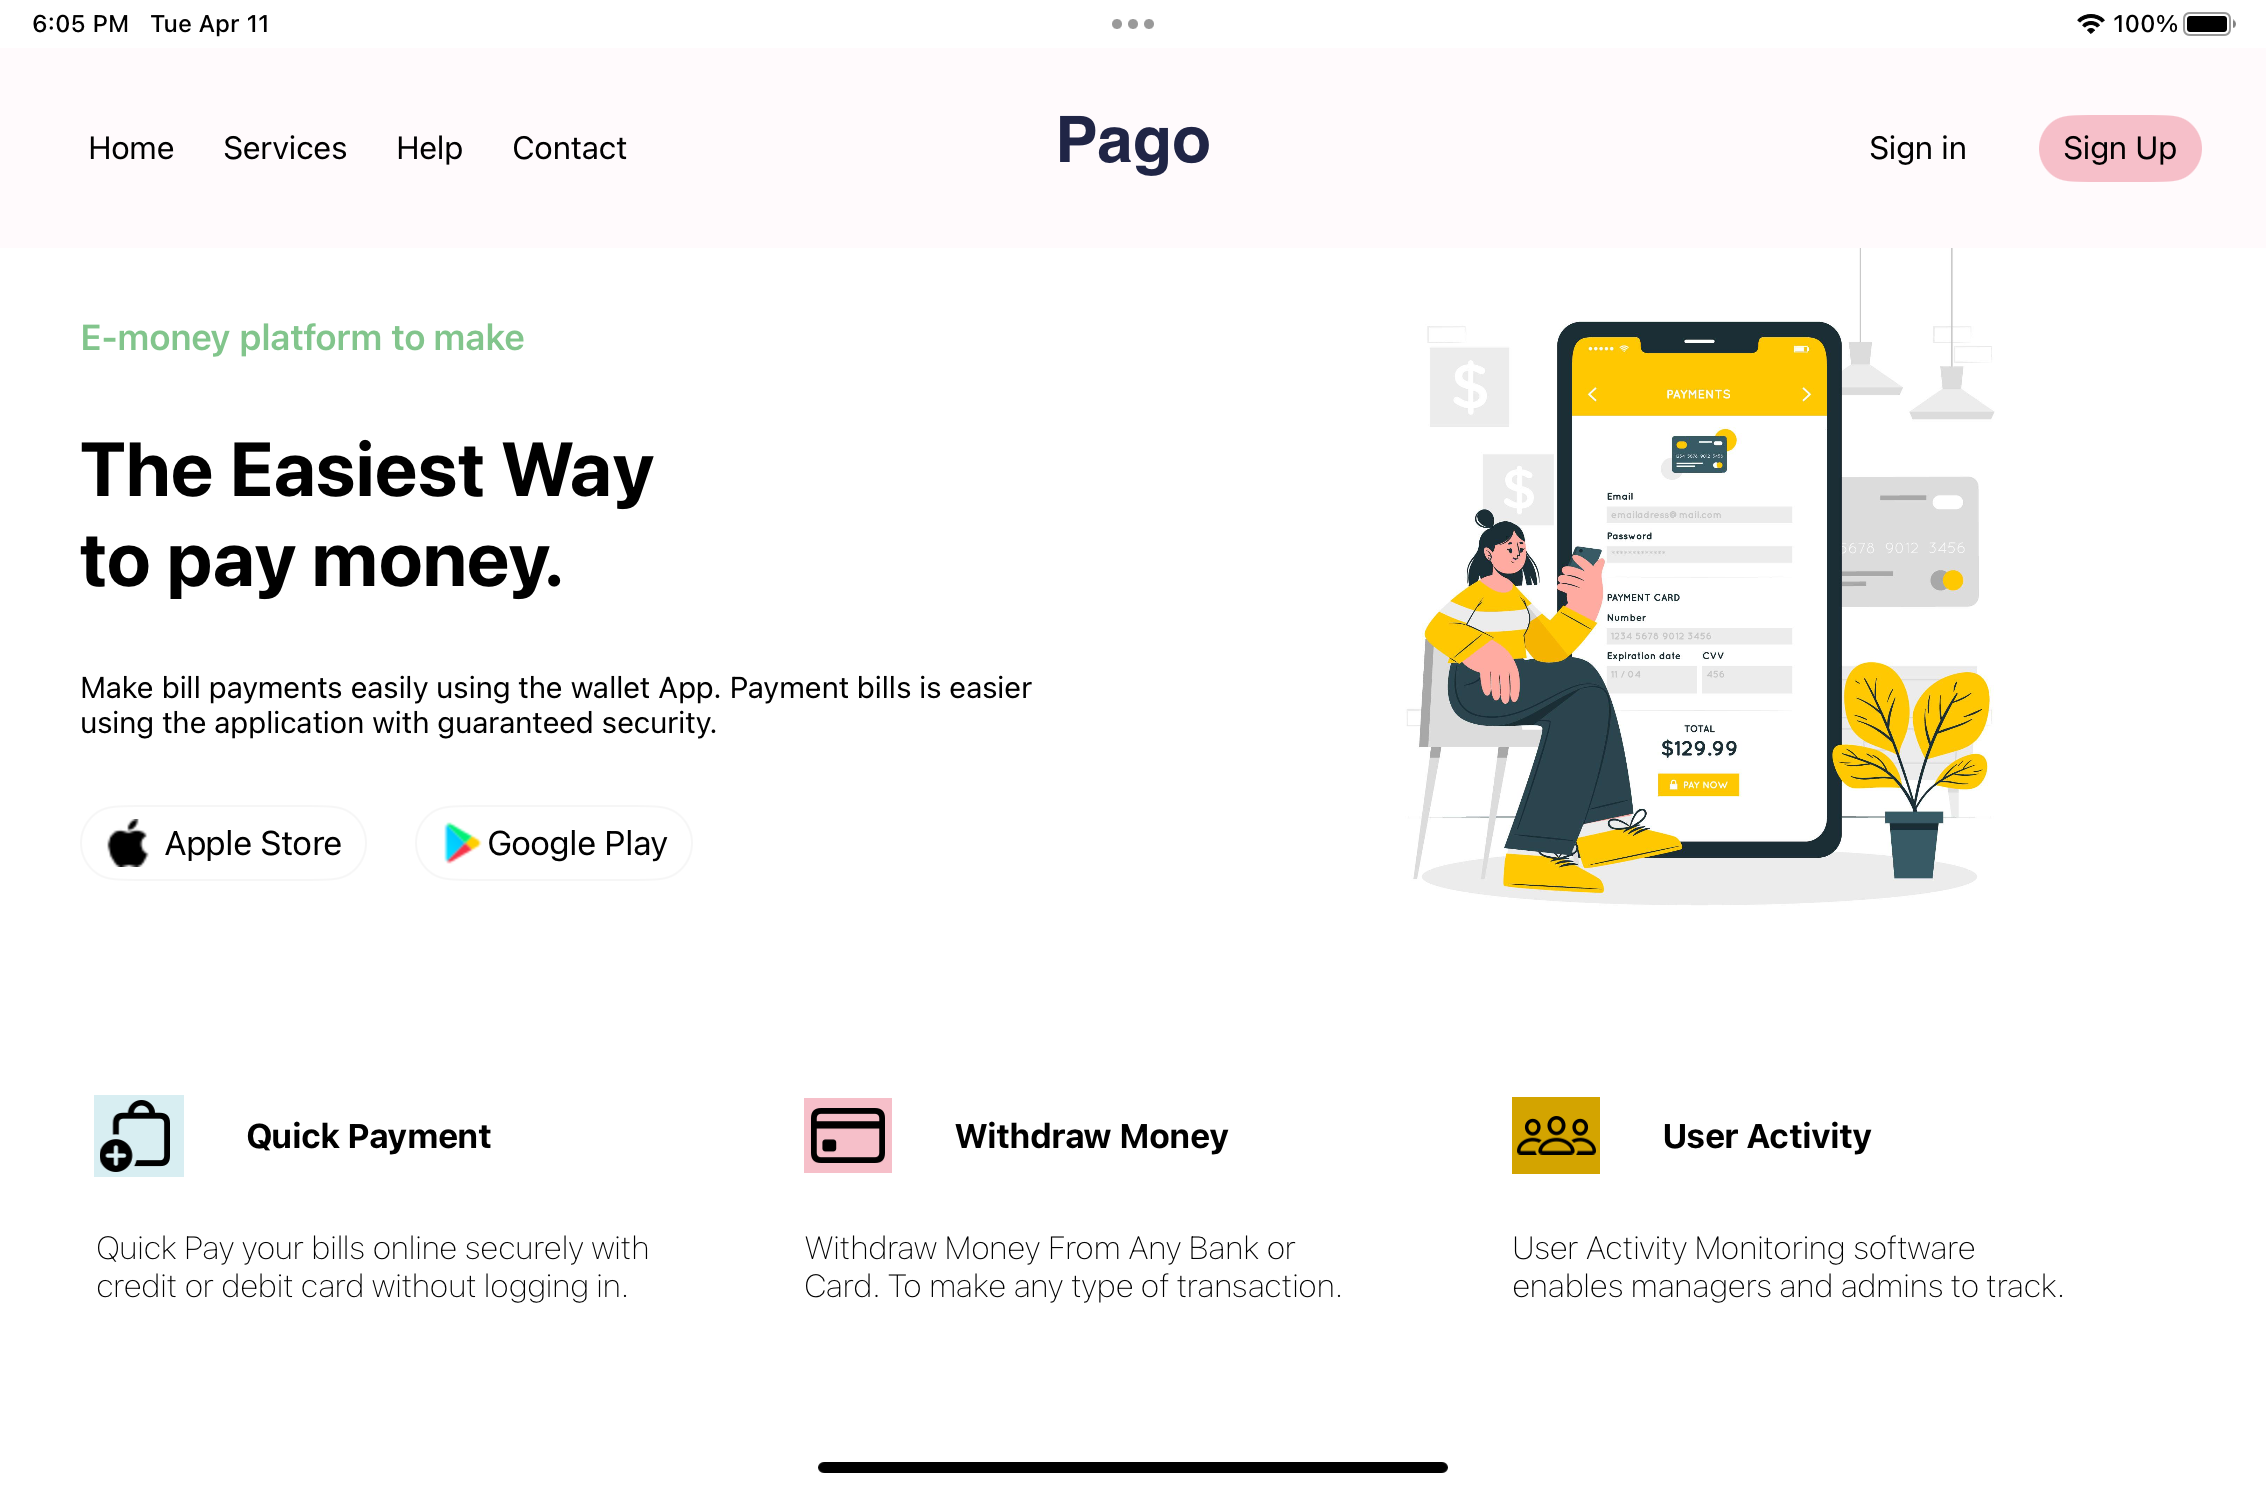 6:05 PM Tue Apr 11
100%
Home Services Help Contact
Pago
Sign in Sign Up
E-money platform to make
The Easiest Way
to pay money.
Make bill payments easily using the wallet App. Payment bills is easier
using the application with guaranteed security.
Apple Store Google Play
PAYMENTS
1234 5678 9012 3456
Email
emailadress@mail.com
Password
*************
PAYMENT CARD
Number
1234 5678 9012 3456
Expiration date CVV
11 / 04 456
TOTAL
$129.99
PAY NOW
$
$
5678 9012 3456
Quick Payment
Quick Pay your bills online securely with
credit or debit card without logging in.
Withdraw Money
Withdraw Money From Any Bank or
Card. To make any type of transaction.
User Activity
User Activity Monitoring software
enables managers and admins to track.